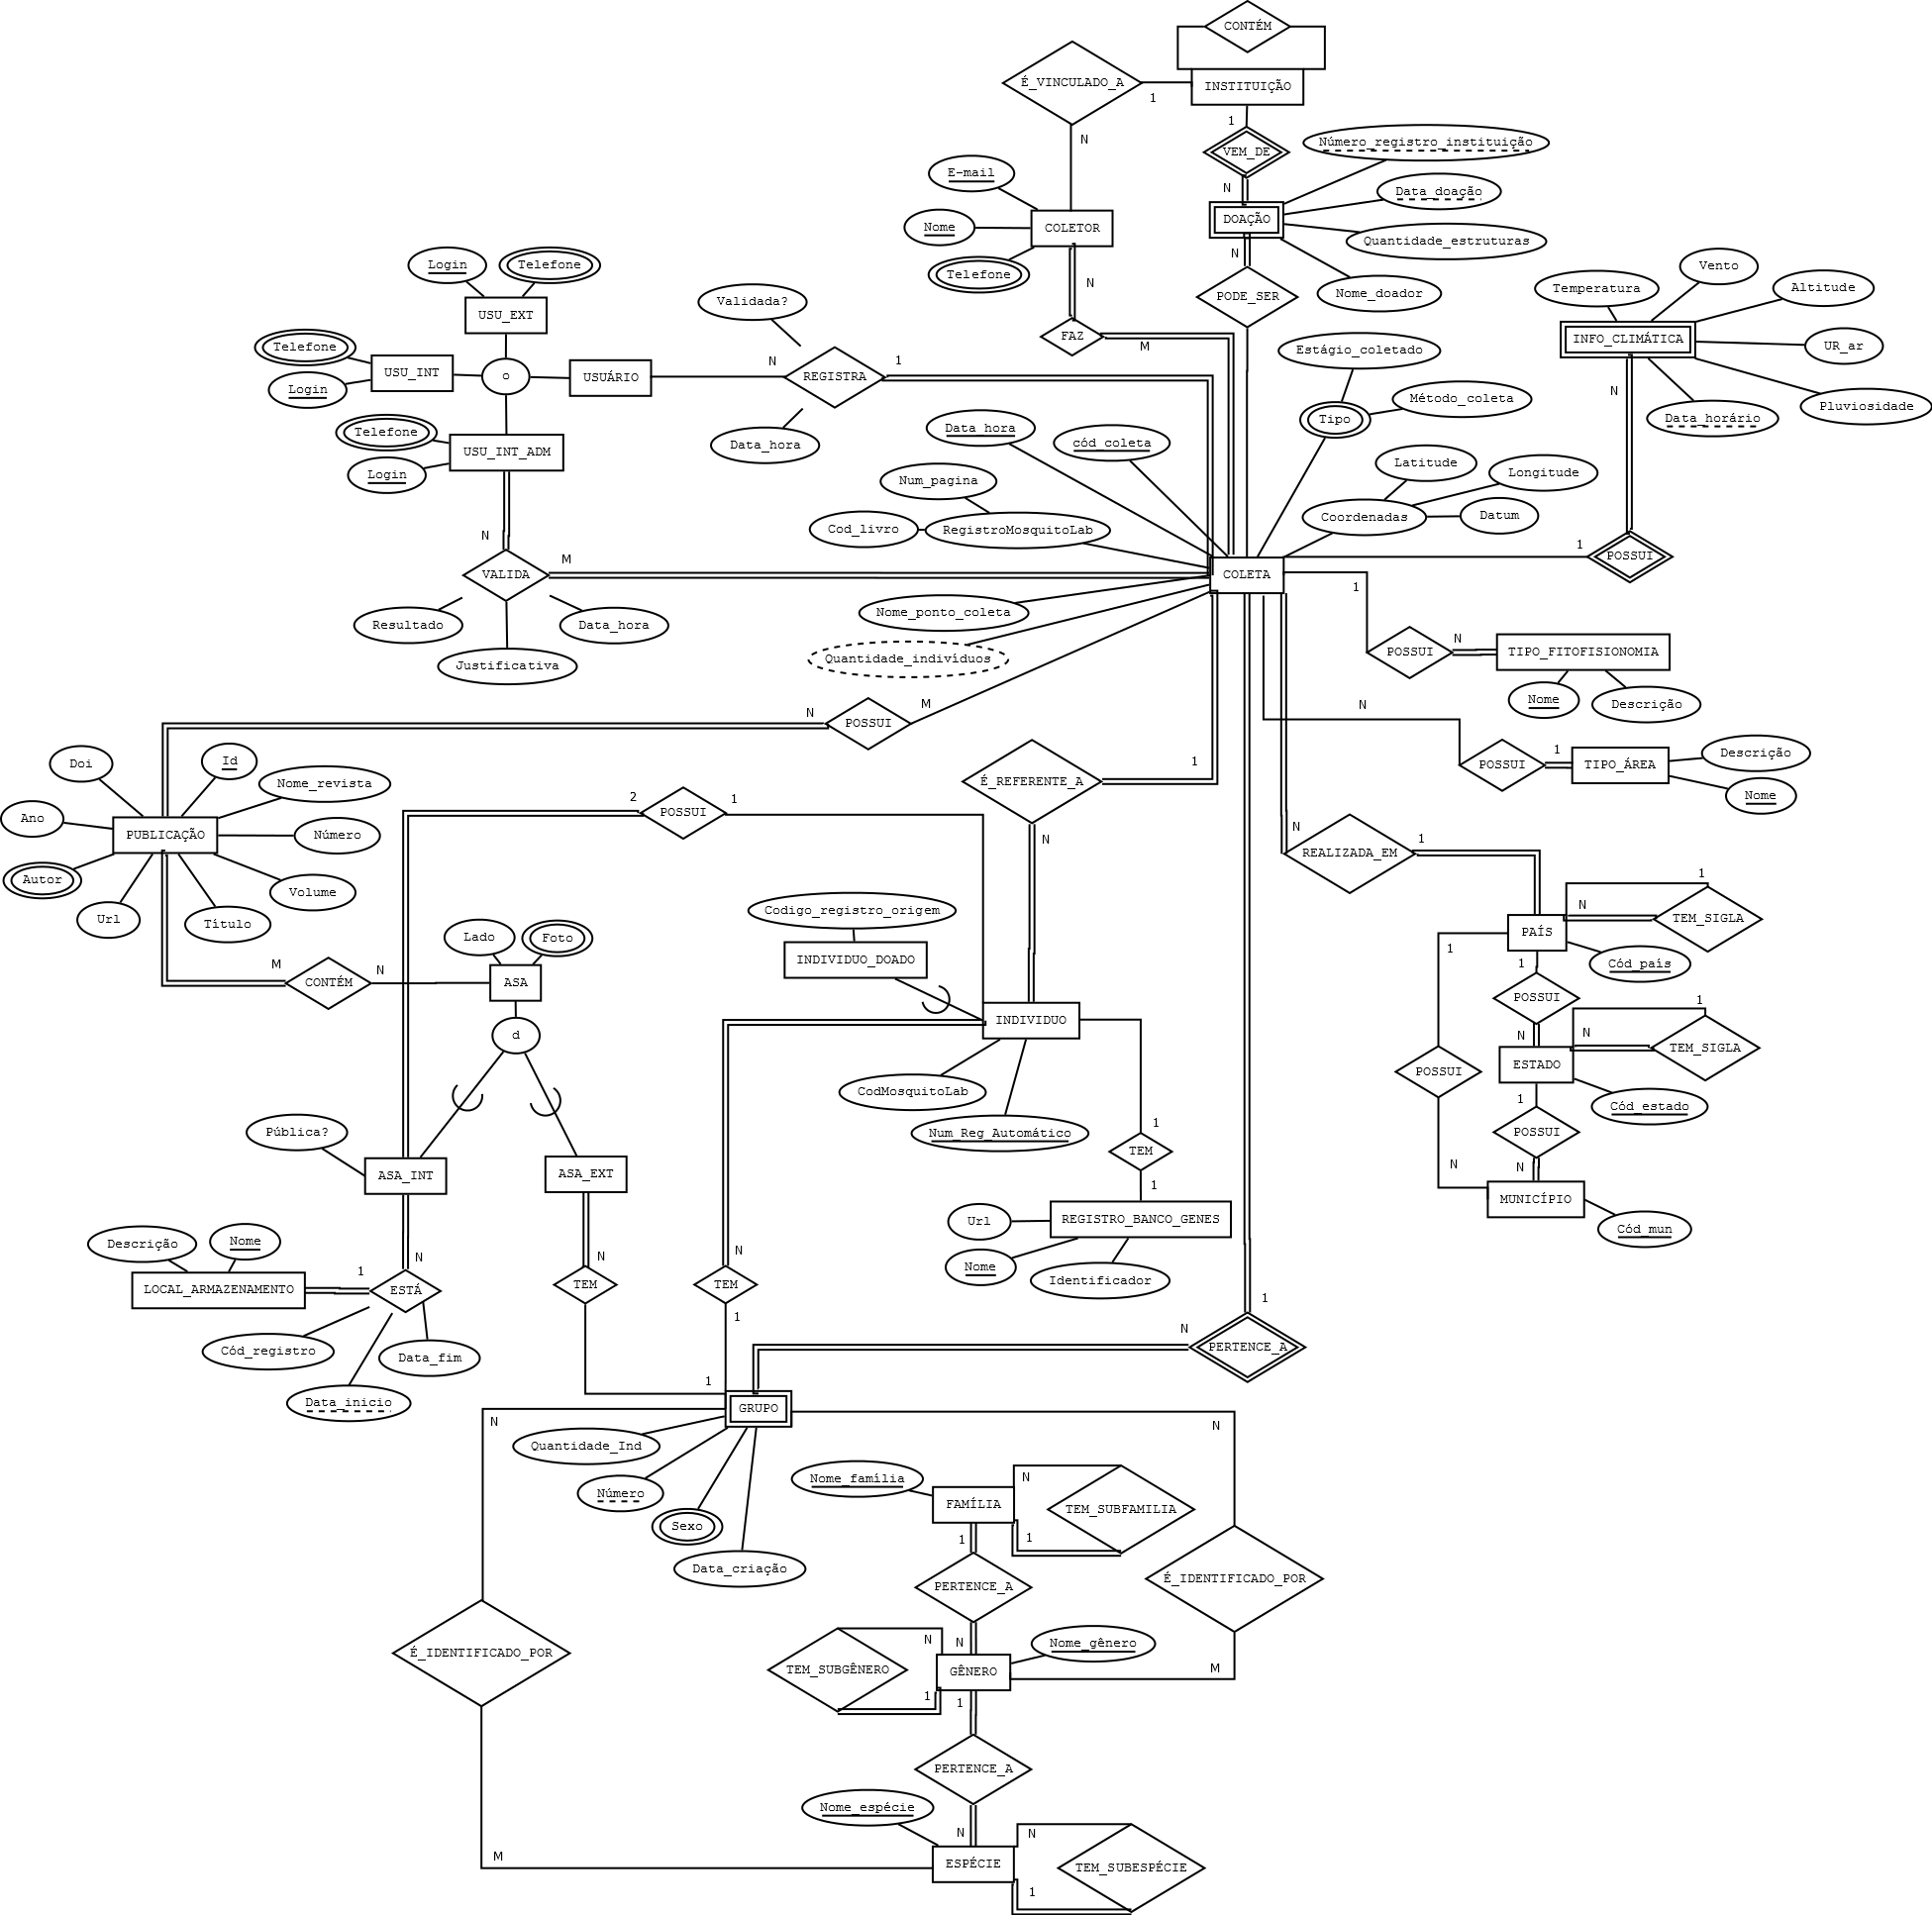 CONTÉM
É_VINCULADO_A
INSTITUIÇÃO
1
1
N
VEM_DE
Número_registro_instituição
E-mail
N
Data_doação
Nome
COLETOR
DOAÇÃO
Quantidade_estruturas
Login
Telefone
Telefone
N
N
Nome_doador
PODE_SER
Vento
Temperatura
Altitude
USU_EXT
Validada?
FAZ
M
INFO_CLIMÁTICA
UR_ar
Telefone
USU_INT
o
USUÁRIO
N
REGISTRA
1
Estágio_coletado
Login
N
Método_coleta
Pluviosidade
Telefone
Data_hora
Data_hora
cód_coleta
Tipo
Data_horário
USU_INT_ADM
Login
Num_pagina
Latitude
Longitude
Cod_livro
RegistroMosquitoLab
Coordenadas
Datum
N
M
1
POSSUI
VALIDA
COLETA
1
Resultado
Data_hora
Nome_ponto_coleta
Justificativa
Quantidade_indivíduos
POSSUI
N
TIPO_FITOFISIONOMIA
Nome
Descrição
N
M
POSSUI
N
Doi
Id
Nome_revista
1
É_REFERENTE_A
POSSUI
1
TIPO_ÁREA
Descrição
Nome
Ano
PUBLICAÇÃO
Número
2
POSSUI
1
N
N
REALIZADA_EM
1
Autor
Volume
Url
Título
Codigo_registro_origem
1
N
TEM_SIGLA
PAÍS
Lado
Foto
INDIVIDUO_DOADO
1
Cód_país
M
CONTÉM
N
ASA
1
POSSUI
1
d
INDIVIDUO
N
N
TEM_SIGLA
ESTADO
POSSUI
CodMosquitoLab
Cód_estado
1
Pública?
Num_Reg_Automático
1
TEM
POSSUI
ASA_INT
ASA_EXT
N
N
1
MUNICÍPIO
Url
REGISTRO_BANCO_GENES
Cód_mun
Descrição
Nome
N
N
N
Nome
Identificador
1
LOCAL_ARMAZENAMENTO
ESTÁ
TEM
TEM
1
1
N
PERTENCE_A
Cód_registro
Data_fim
1
Data_inicio
GRUPO
N
N
Quantidade_Ind
Número
Nome_família
N
FAMÍLIA
TEM_SUBFAMILIA
Sexo
1
1
Data_criação
PERTENCE_A
É_IDENTIFICADO_POR
É_IDENTIFICADO_POR
N
N
Nome_gênero
TEM_SUBGÊNERO
GÊNERO
M
1
1
PERTENCE_A
Nome_espécie
N
N
M
ESPÉCIE
TEM_SUBESPÉCIE
1